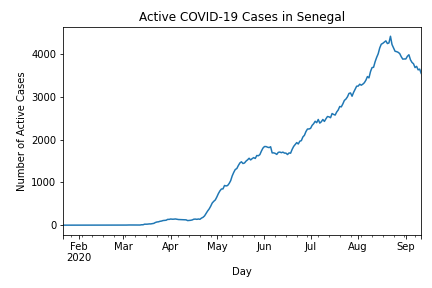 Active COVID-19 Cases in Senegal
Number of Active Cases
4000
3000
2000
1000
0
Feb Mar Apr May Jun Jul Aug Sep
2020
Day